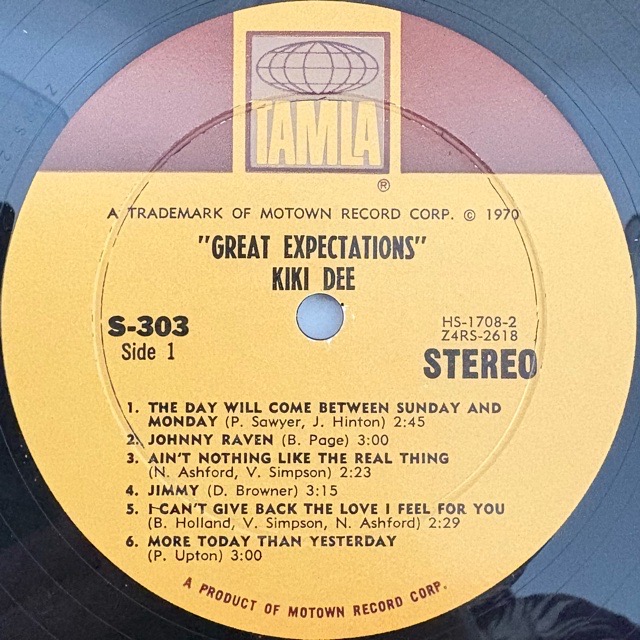 TAMLA
®
A TRADEMARK OF MOTOWN RECORD CORP. © 1970
"GREAT EXPECTATIONS"
KIKI DEE
S-303
Side 1
HS-1708-2
Z4RS-2618
STEREO
1. THE DAY WILL COME BETWEEN SUNDAY AND
MONDAY (P. Sawyer, J. Hinton) 2:45
2. JOHNNY RAVEN (B. Page) 3:00
3. AIN'T NOTHING LIKE THE REAL THING
(N. Ashford, V. Simpson) 2:23
4. JIMMY (D. Browner) 3:15
5. I CAN'T GIVE BACK THE LOVE I FEEL FOR YOU
(B. Holland, V. Simpson, N. Ashford) 2:29
6. MORE TODAY THAN YESTERDAY
(P. Upton) 3:00
A PRODUCT OF MOTOWN RECORD CORP.